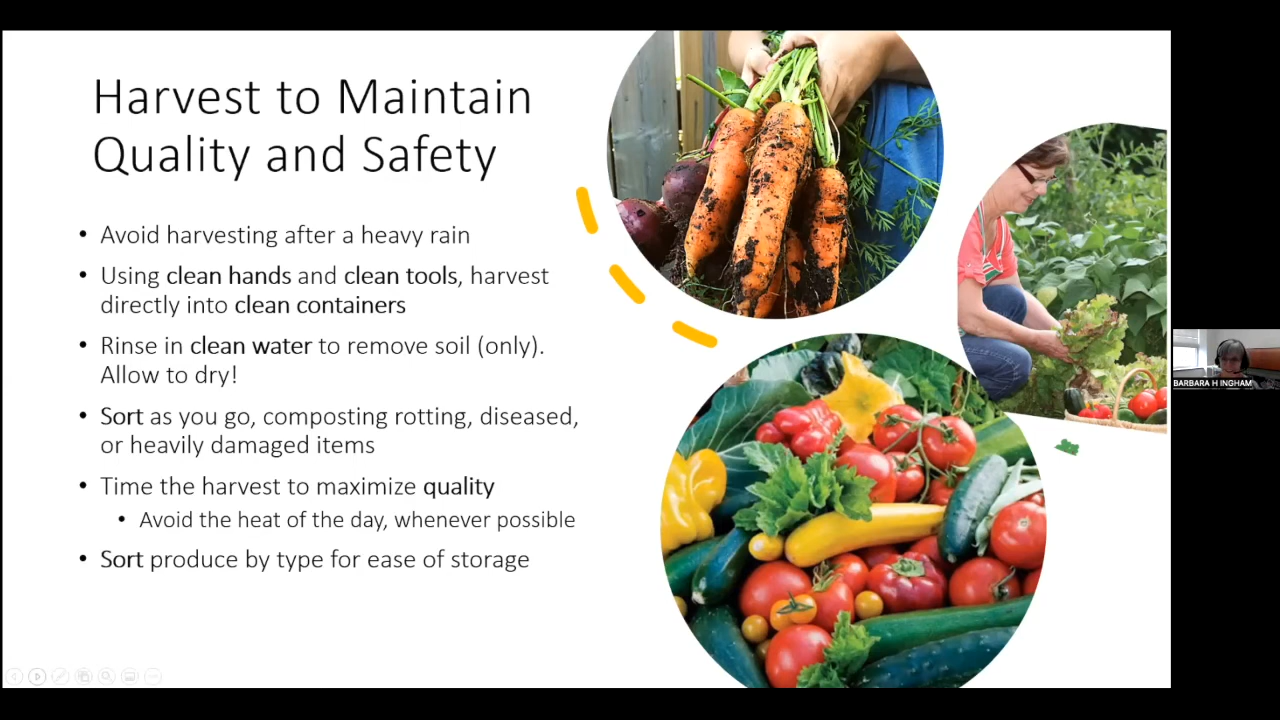 Harvest to Maintain
Quality and Safety
• Avoid harvesting after a heavy rain
• Using clean hands and clean tools, harvest
directly into clean containers
• Rinse in clean water to remove soil (only).
Allow to dry!
• Sort as you go, composting rotting, diseased,
or heavily damaged items
• Time the harvest to maximize quality
• Avoid the heat of the day, whenever possible
• Sort produce by type for ease of storage
BARBARA H INGHAM